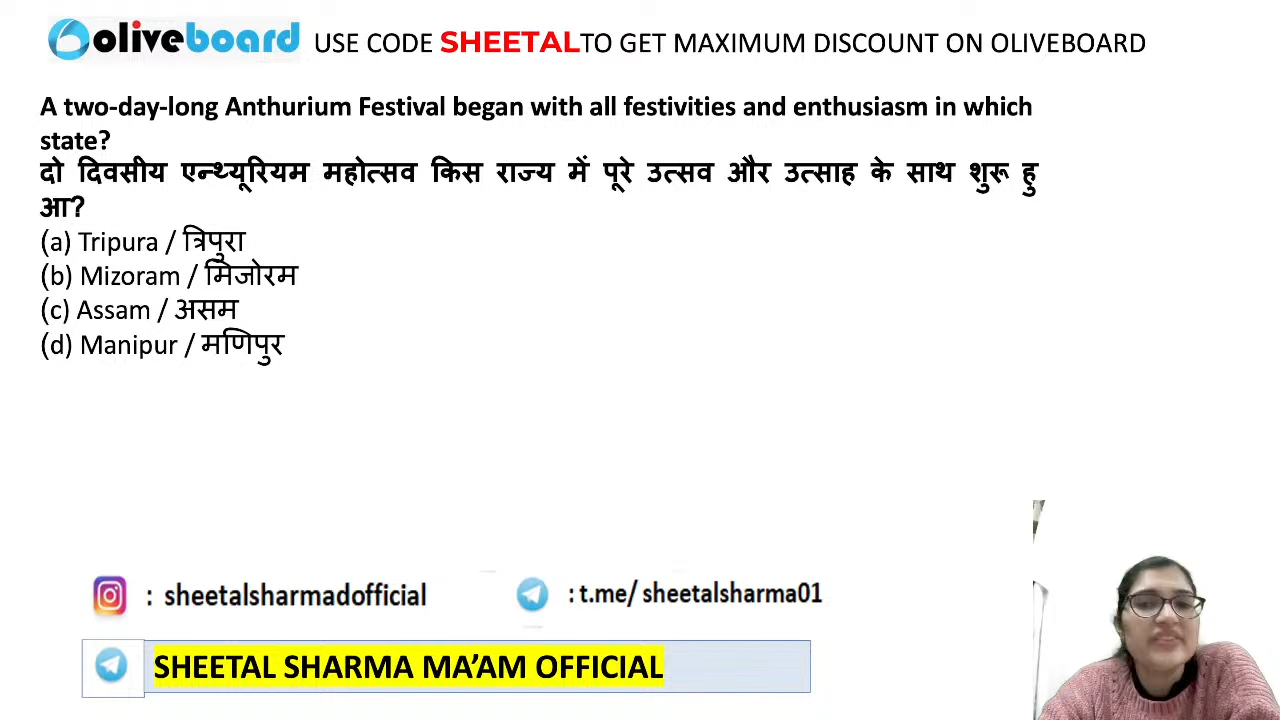 oliveboard USE CODE SHEETAL TO GET MAXIMUM DISCOUNT ON OLIVEBOARD
A two-day-long Anthurium Festival began with all festivities and enthusiasm in which
state?
दो दिवसीय एन्थ्यूरियम महोत्सव किस राज्य में पूरे उत्सव और उत्साह के साथ शुरू हु
आ?
(a) Tripura / त्रिपुरा
(b) Mizoram / मिजोरम
(c) Assam / असम
(d) Manipur / मणिपुर
: sheetalsharmadofficial : t.me/ sheetalsharma01
SHEETAL SHARMA MA’AM OFFICIAL